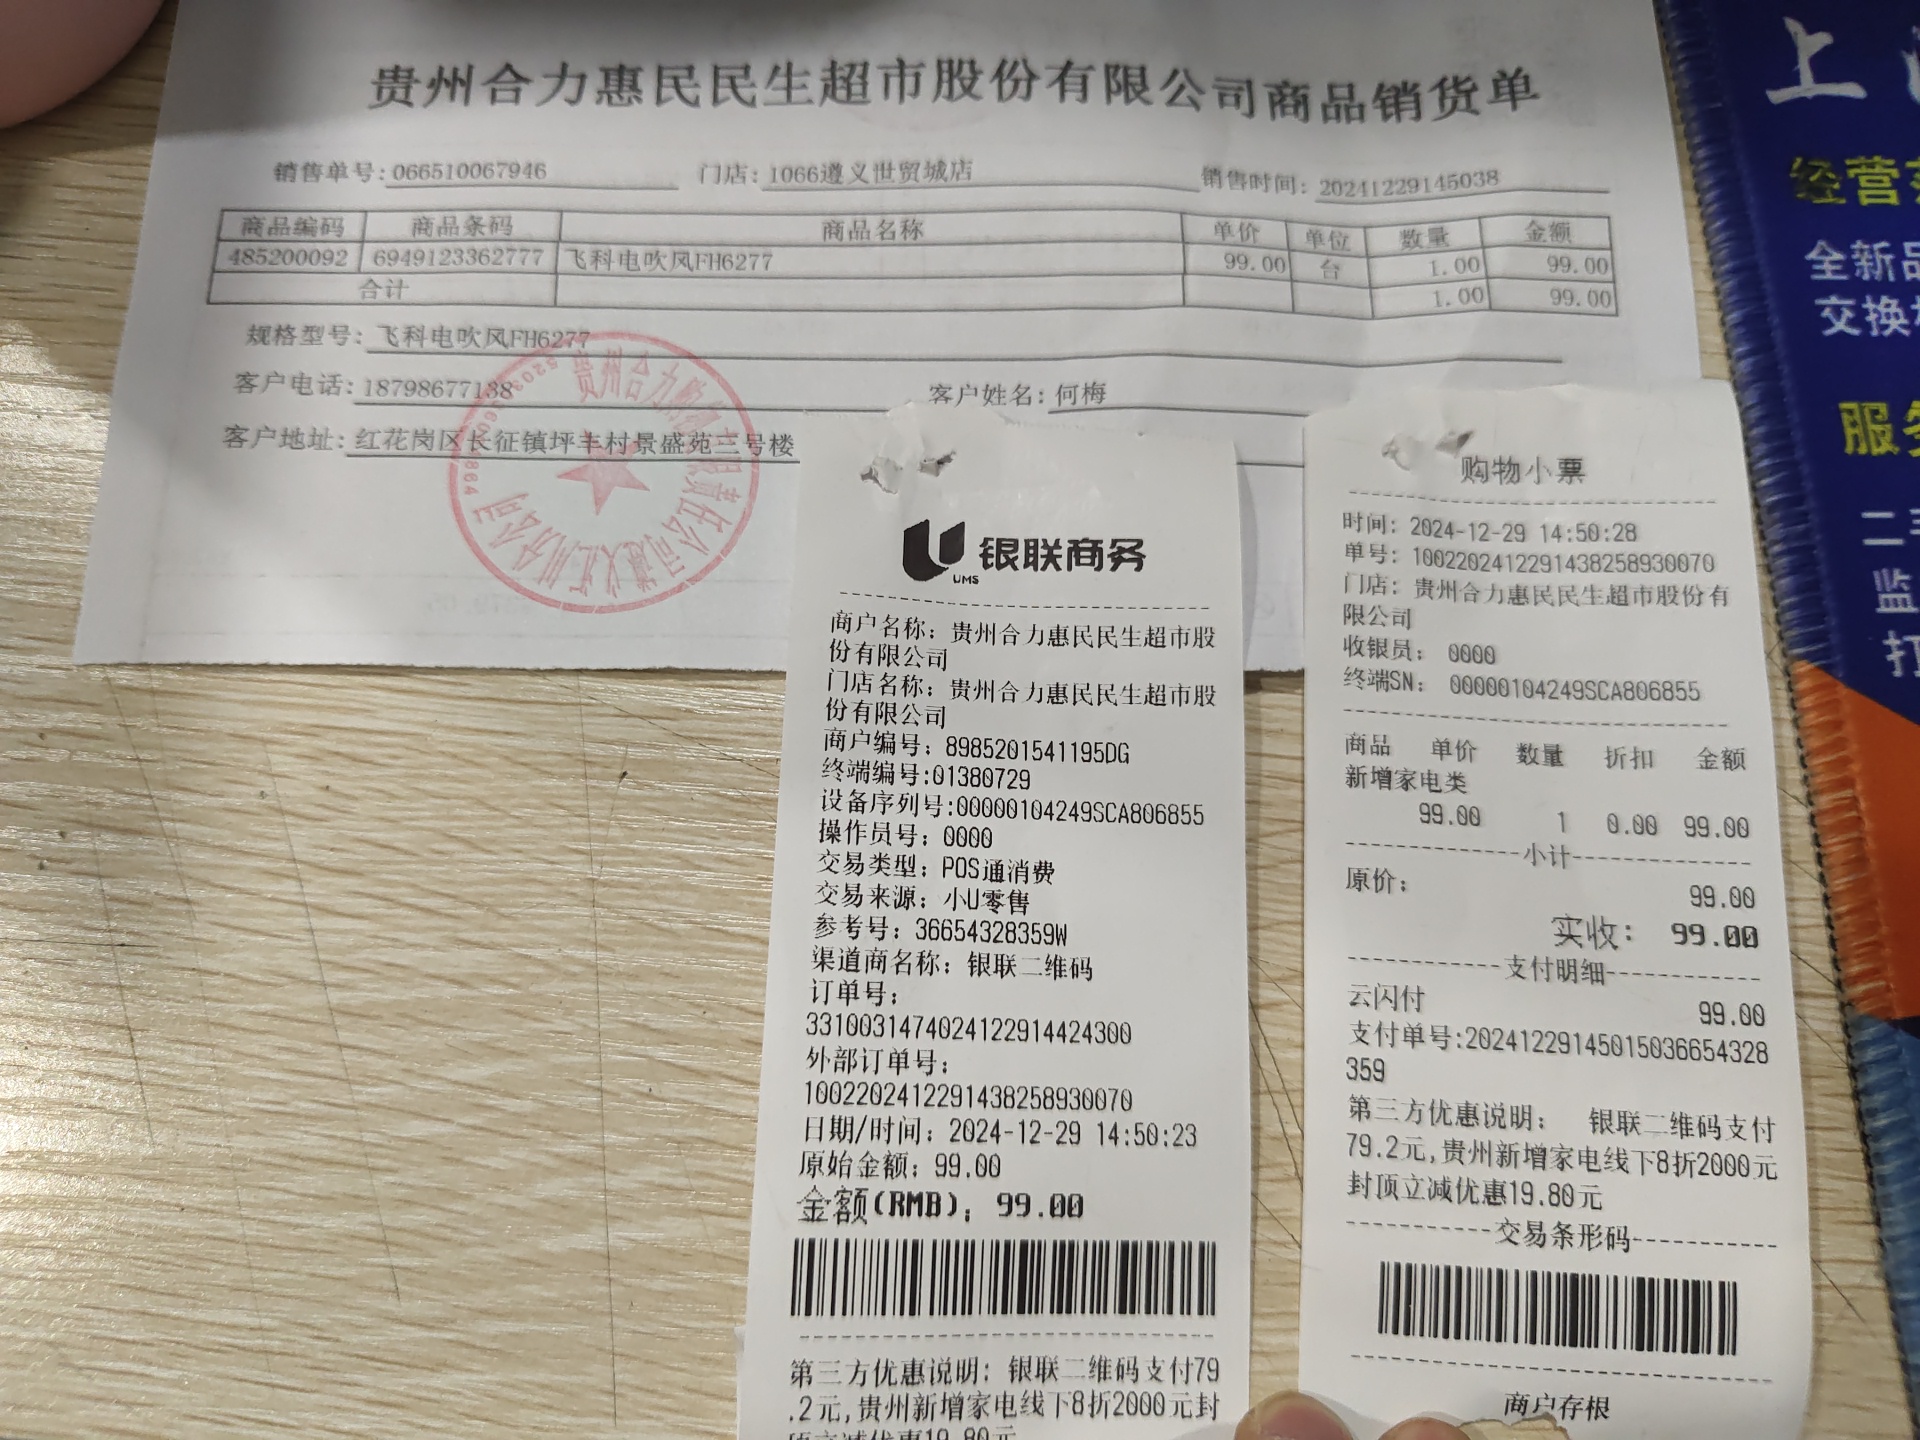 贵州合力惠民民生超市股份有限公司商品销货单
销售单号:066510067946 门店:1066遵义世贸城店 销售时间:20241229145038
商品编码 商品条码 商品名称 单价 单位 数量 金额
485200092 6949123362777 飞科电吹风FH6277 99.00 台 1.00 99.00
合计 1.00 99.00
规格型号:飞科电吹风FH6277
客户电话:18798677138 客户姓名:何梅
客户地址:红花岗区长征镇坪丰村景盛苑三号楼
银联商务
UMS
商户名称：贵州合力惠民民生超市股
份有限公司
门店名称：贵州合力惠民民生超市股
份有限公司
商户编号：8985201541195DG
终端编号:01380729
设备序列号:00000104249SCA806855
操作员号：0000
交易类型：POS通消费
交易来源：小U零售
参考号：36654328359W
渠道商名称：银联二维码
订单号：
33100314740241229144243​00
外部订单号：
10022024122914382589300​70
日期/时间：2024-12-29 14:50:23
原始金额：99.00
金额(RMB)：99.00
第三方优惠说明：银联二维码支付79
.2元,贵州新增家电线下8折2000元封
顶立减优惠19.80元
购物小票
时间：2024-12-29 14:50:28
单号：10022024122914382589300​70
门店：贵州合力惠民民生超市股份有
限公司
收银员： 0000
终端SN： 00000104249SCA806855
商品 单价 数量 折扣 金额
新增家电类
99.00 1 0.00 99.00
小计
原价： 99.00
实收： 99.00
支付明细
云闪付 99.00
支付单号:2024122914501503665432​8
359
第三方优惠说明： 银联二维码支付
79.2元,贵州新增家电线下8折2000元
封顶立减优惠19.80元
交易条形码
商户存根
上
经营
全新品
交换
服务
二手
监
打